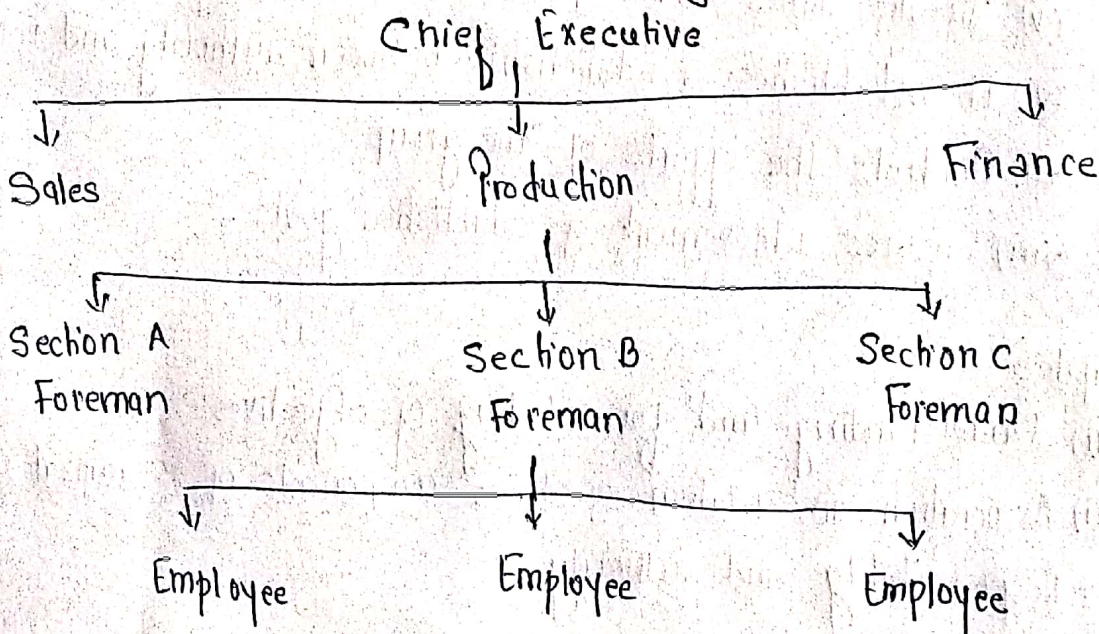 Chief Executive
Sales Production Finance
Section A Section B Section C
Foreman Foreman Foreman
Employee Employee Employee